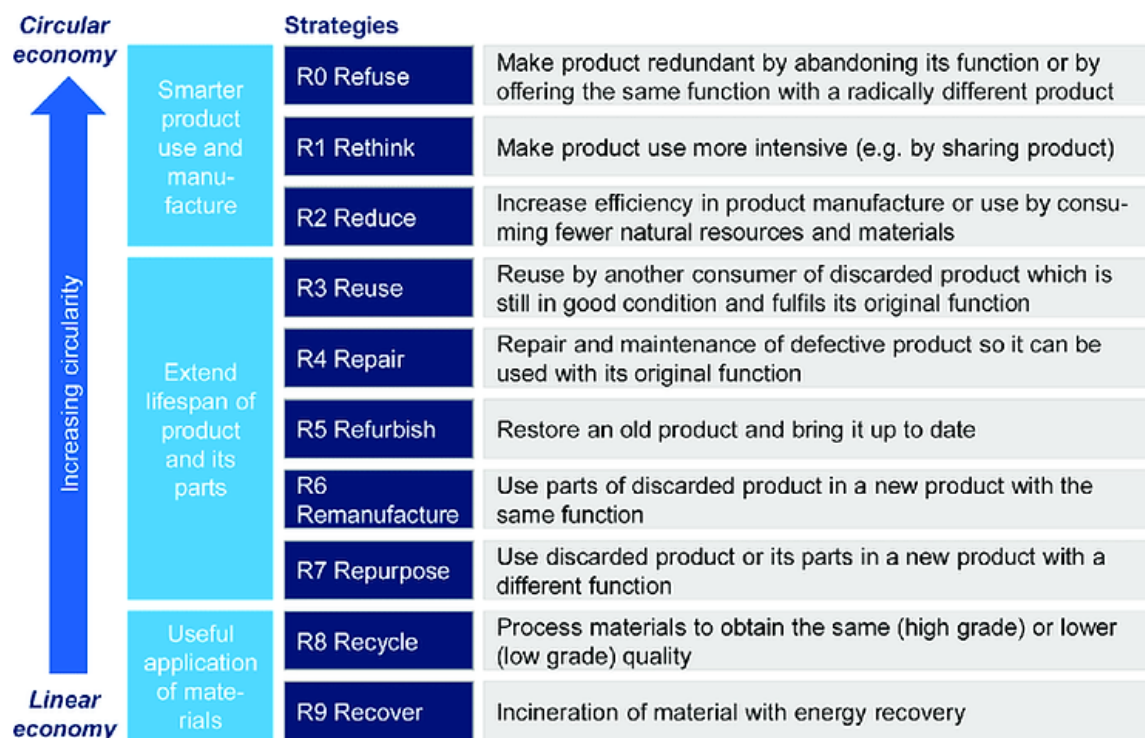 Circular
economy
Strategies
Increasing circularity
Linear
economy
Smarter
product
use and
manu-
facture
R0 Refuse
Make product redundant by abandoning its function or by
offering the same function with a radically different product
R1 Rethink
Make product use more intensive (e.g. by sharing product)
R2 Reduce
Increase efficiency in product manufacture or use by consu-
ming fewer natural resources and materials
Extend
lifespan of
product
and its
parts
R3 Reuse
Reuse by another consumer of discarded product which is
still in good condition and fulfils its original function
R4 Repair
Repair and maintenance of defective product so it can be
used with its original function
R5 Refurbish
Restore an old product and bring it up to date
R6
Remanufacture
Use parts of discarded product in a new product with the
same function
R7 Repurpose
Use discarded product or its parts in a new product with a
different function
Useful
application
of mate-
rials
R8 Recycle
Process materials to obtain the same (high grade) or lower
(low grade) quality
R9 Recover
Incineration of material with energy recovery